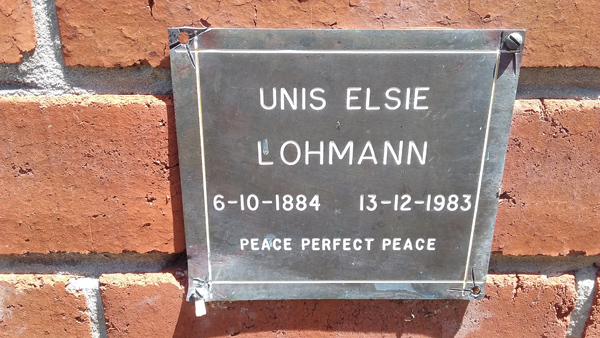 UNIS ELSIE
LOHMANN
6-10-1884 13-12-1983
PEACE PERFECT PEACE